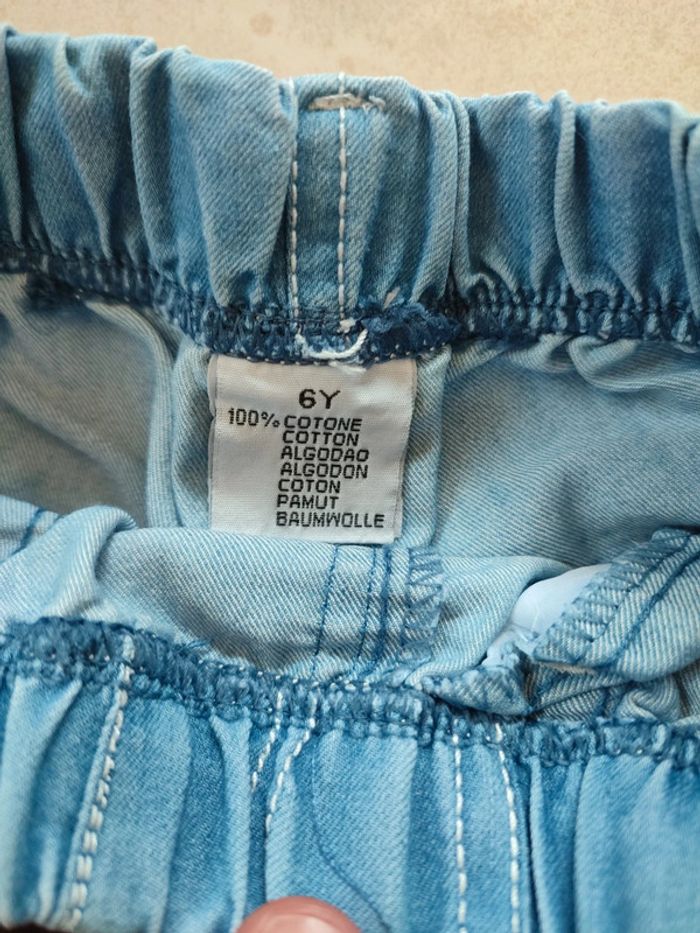 6Y
100% COTONE
COTTON
ALGODAO
ALGODON
COTON
PAMUT
BAUMWOLLE